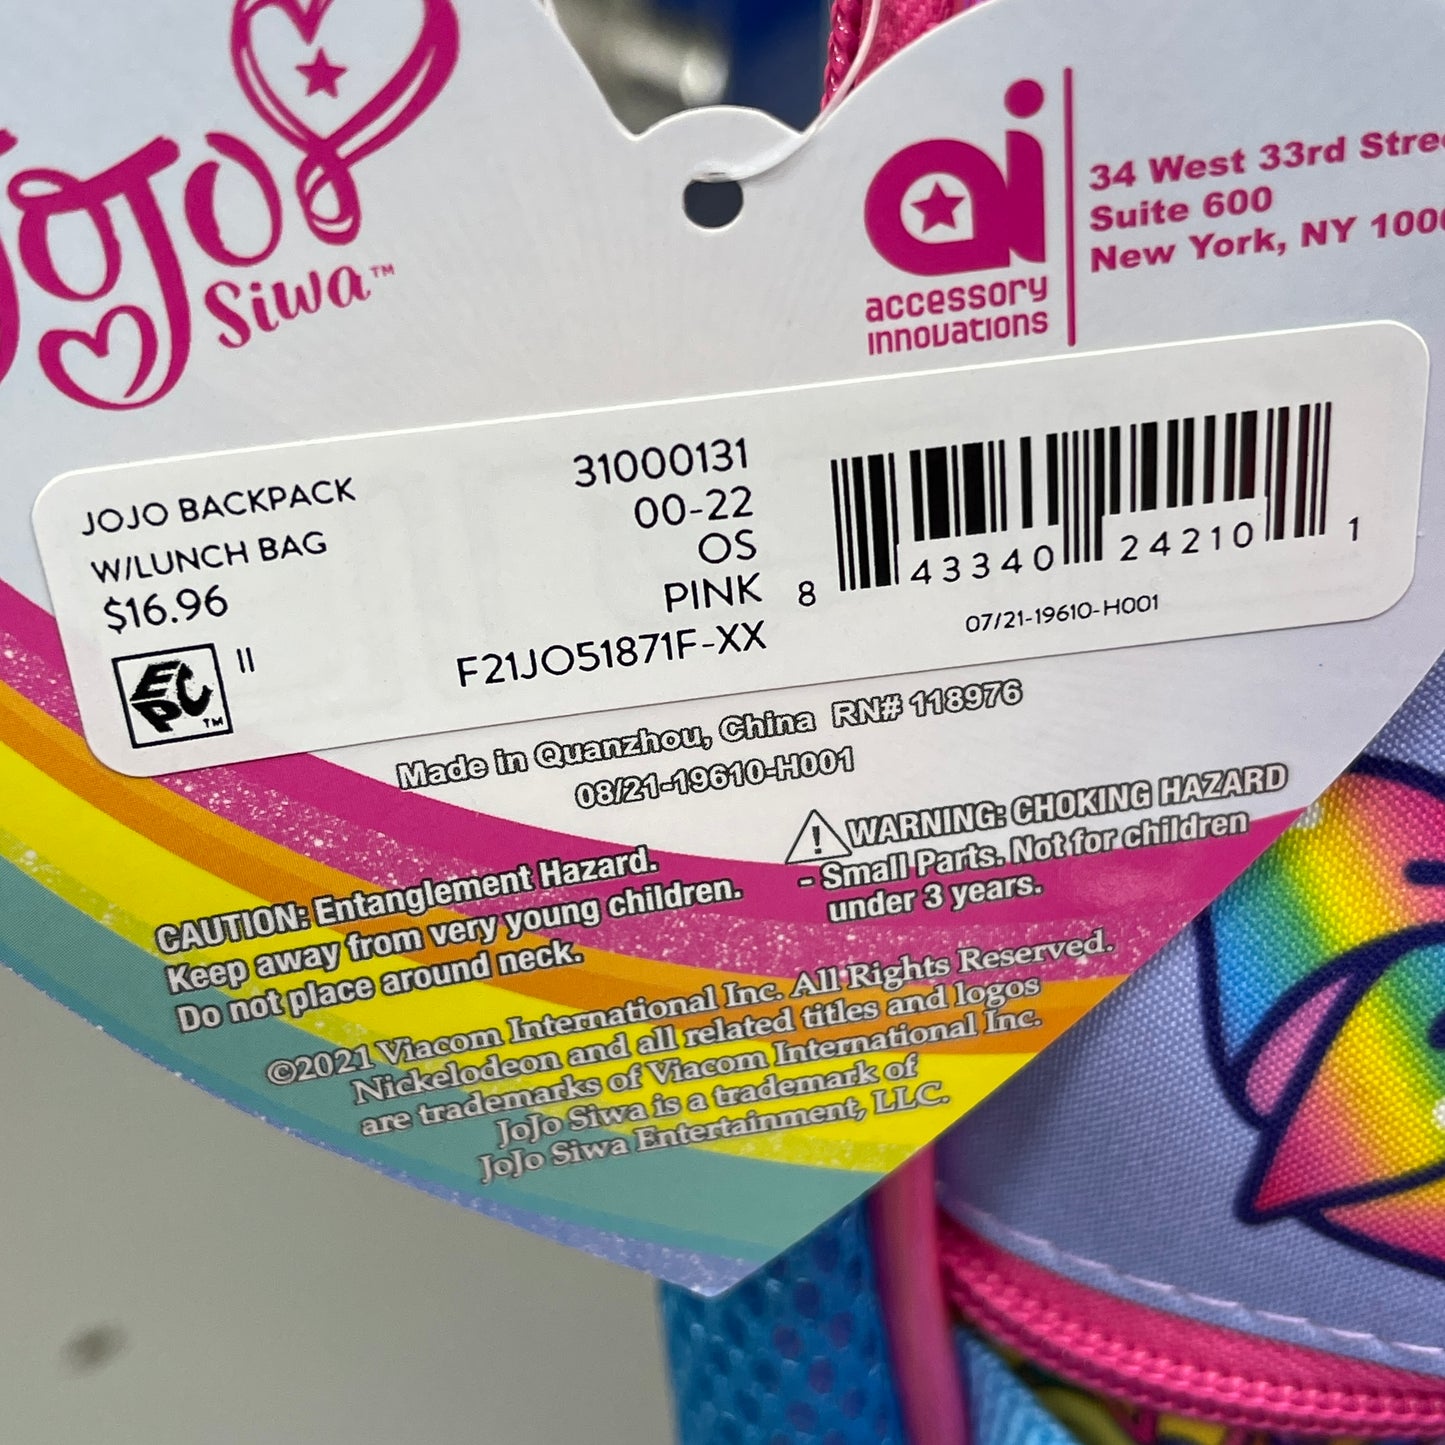 JOJO
Siwa™
ai
accessory
innovations
34 West 33rd
Suite 600
New York, NY
JOJO BACKPACK
W/LUNCH BAG
$16.96
EPC™
II
31000131
00-22
OS
PINK
F21JO51871F-XX
8 43340 24210 1
07/21-19610-H001
Made in Quanzhou, China RN# 118976
08/21-19610-H001
CAUTION: Entanglement Hazard.
Keep away from very young children.
Do not place around neck.
WARNING: CHOKING HAZARD
- Small Parts. Not for children
under 3 years.
©2021 Viacom International Inc. All Rights Reserved.
Nickelodeon and all related titles and logos
are trademarks of Viacom International Inc.
JoJo Siwa is a trademark of
JoJo Siwa Entertainment, LLC.